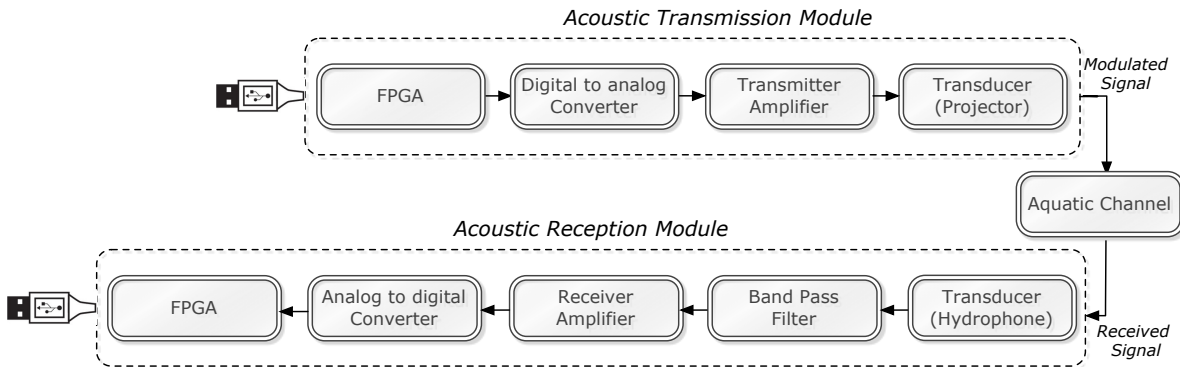 Acoustic Transmission Module
FPGA
Digital to analog
Converter
Transmitter
Amplifier
Transducer
(Projector)
Modulated
Signal
Aquatic Channel
Acoustic Reception Module
FPGA
Analog to digital
Converter
Receiver
Amplifier
Band Pass
Filter
Transducer
(Hydrophone)
Received
Signal